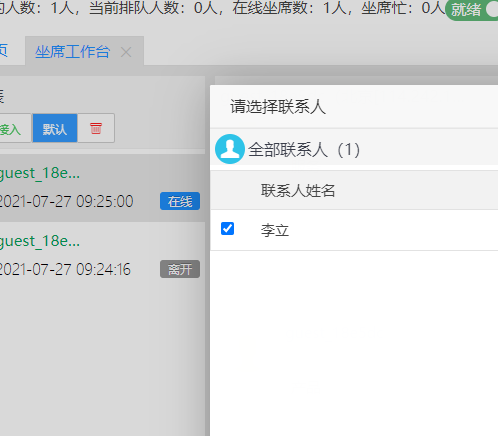 的人数：1人，当前排队人数：0人，在线坐席数：1人，坐席忙：0人 就绪
页 坐席工作台
表
接入 默认
guest_18e...
2021-07-27 09:25:00 在线
guest_18e...
2021-07-27 09:24:16 离开
请选择联系人
全部联系人（1）
联系人姓名
李立